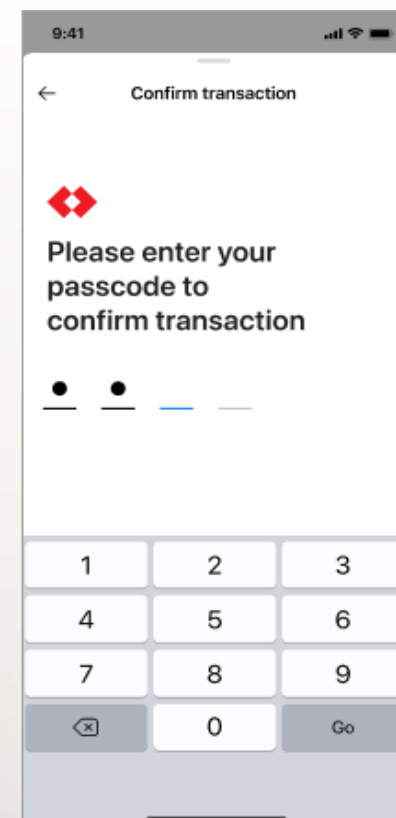 9:41
Confirm transaction
Please enter your
passcode to
confirm transaction
1 2 3
4 5 6
7 8 9
0 Go